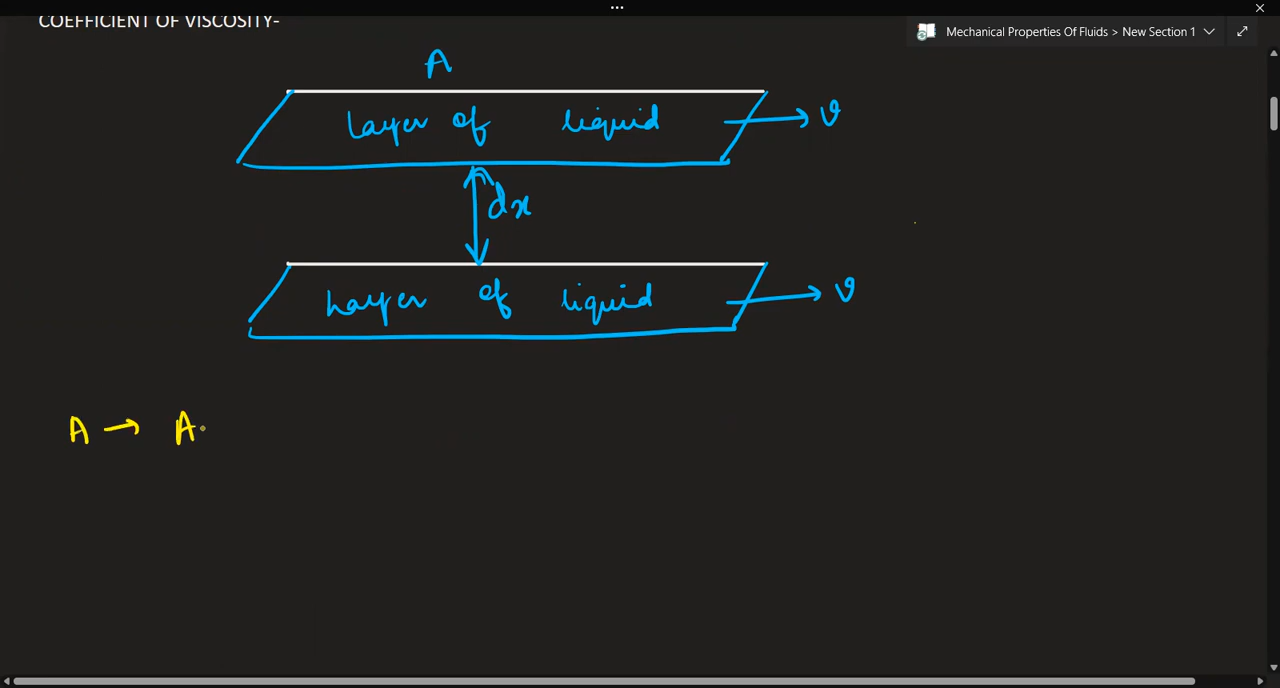 COEFFICIENT OF VISCOSITY-
Mechanical Properties Of Fluids > New Section 1
A
Layer of liquid
v
dx
Layer of liquid
v
A → A